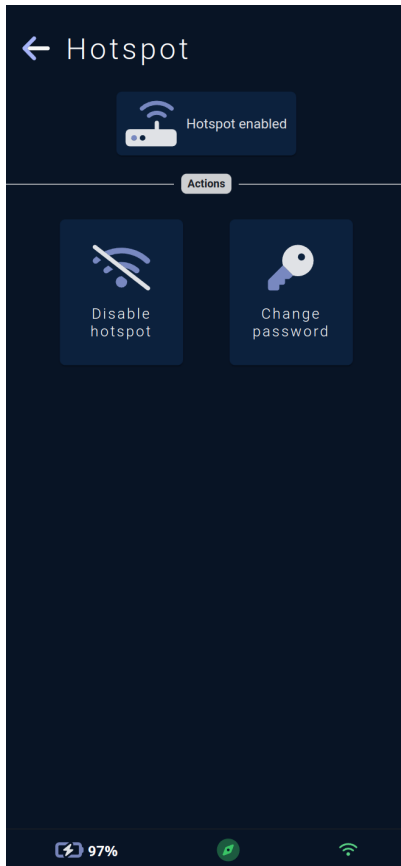 Hotspot
Hotspot enabled
Actions
Disable
hotspot
Change
password
97%